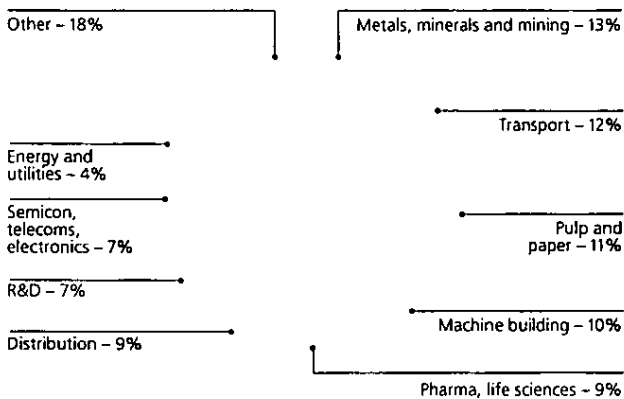 Other – 18%
Metals, minerals and mining – 13%
Transport – 12%
Energy and
utilities – 4%
Semicon,
telecoms,
electronics – 7%
Pulp and
paper – 11%
R&D – 7%
Machine building – 10%
Distribution – 9%
Pharma, life sciences – 9%